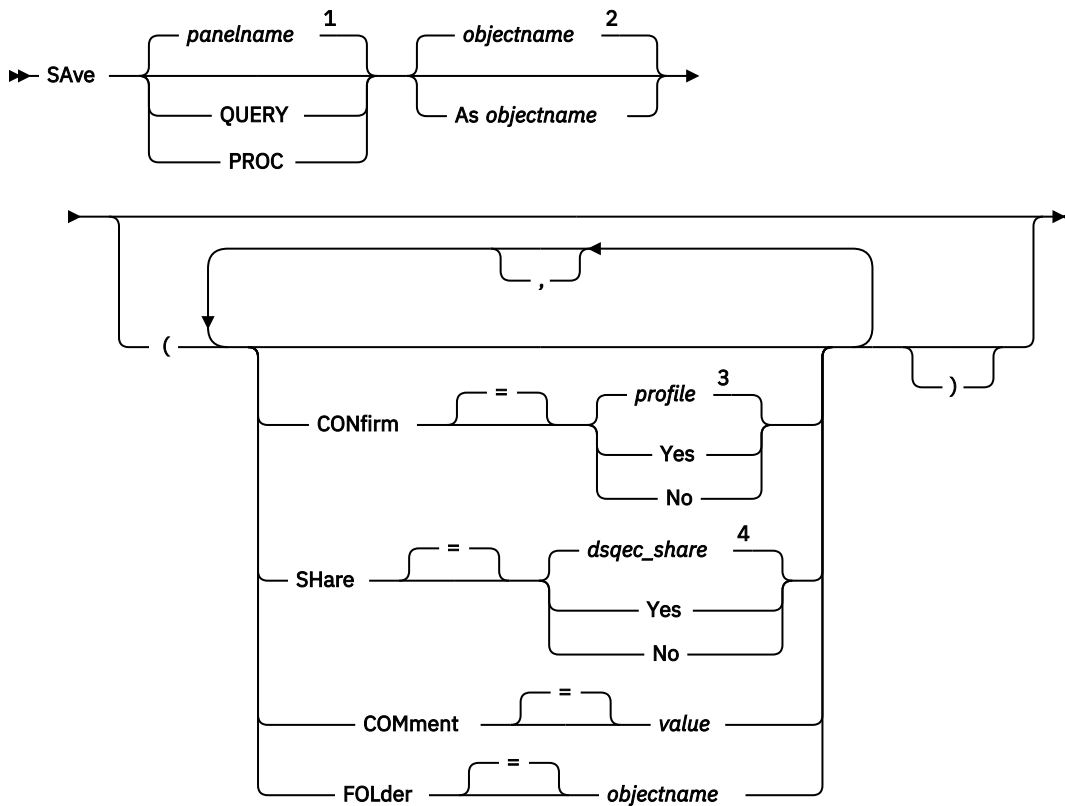 panelname 1 objectname 2
SAve
QUERY As objectname
PROC
,
( )
= profile 3
CONfirm
Yes
No
= dsqec_share 4
SHare
Yes
No
=
COMment value
=
FOLder objectname